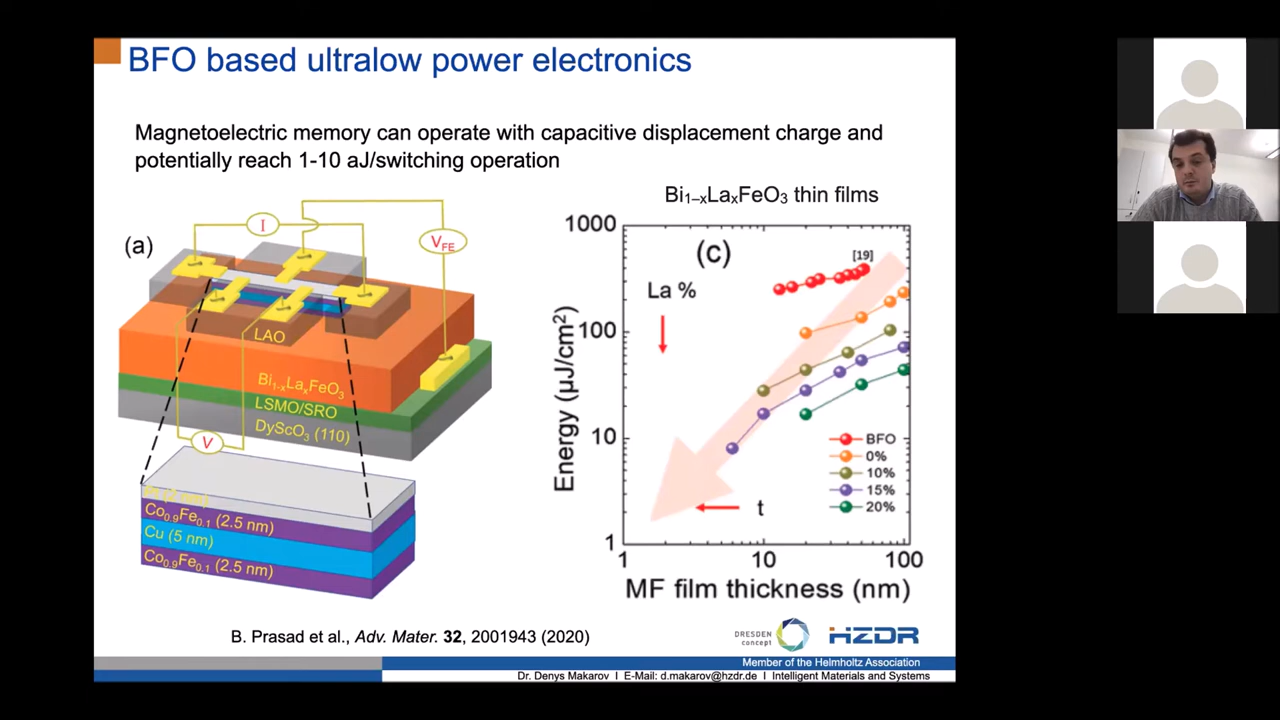 BFO based ultralow power electronics
Magnetoelectric memory can operate with capacitive displacement charge and
potentially reach 1-10 aJ/switching operation
(a)
I
V_FE
LAO
Bi₁₋ₓLaₓFeO₃
LSMO/SRO
DyScO₃ (110)
V
Pt (2 nm)
Co₀.₉Fe₀.₁ (2.5 nm)
Cu (5 nm)
Co₀.₉Fe₀.₁ (2.5 nm)
Bi₁₋ₓLaₓFeO₃ thin films
(c)
[19]
La %
t
Energy (µJ/cm²)
1000
100
10
1
BFO
0%
10%
15%
20%
1
10
100
MF film thickness (nm)
B. Prasad et al., Adv. Mater. 32, 2001943 (2020)
DRESDEN
concept
HZDR
Member of the Helmholtz Association
Dr. Denys Makarov I E-Mail: d.makarov@hzdr.de I Intelligent Materials and Systems